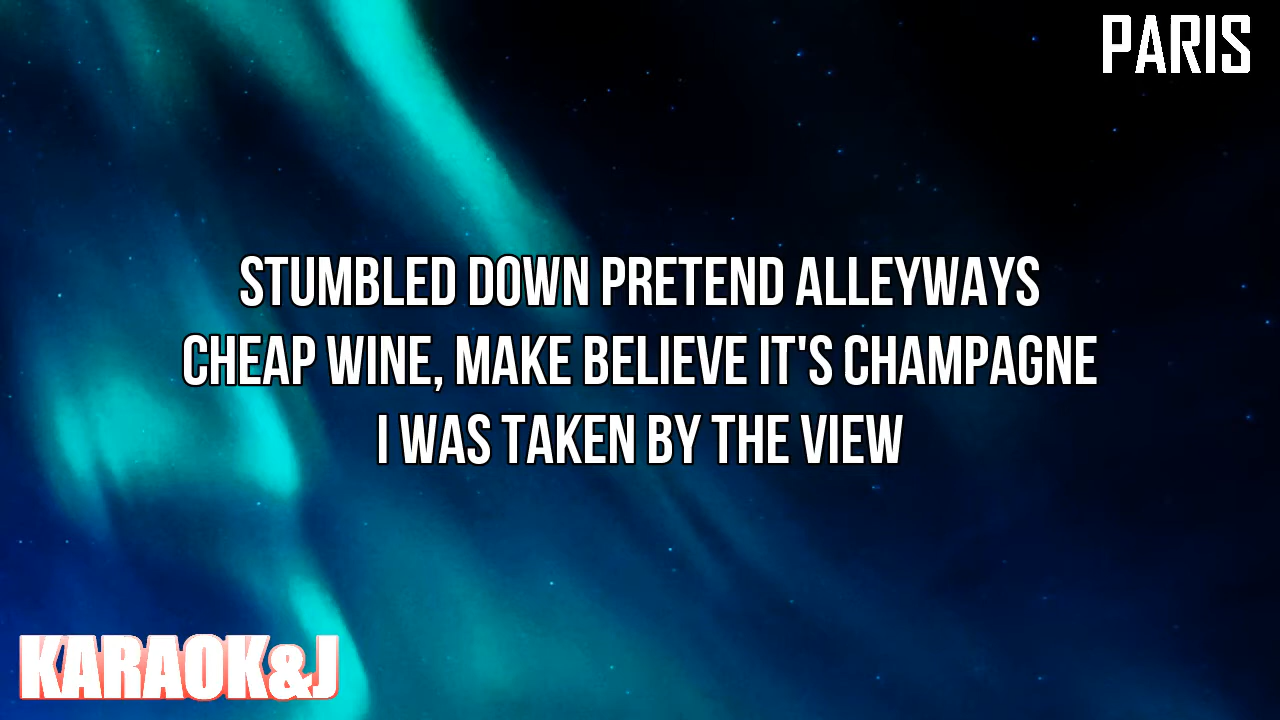 PARIS
STUMBLED DOWN PRETEND ALLEYWAYS
CHEAP WINE, MAKE BELIEVE IT'S CHAMPAGNE
I WAS TAKEN BY THE VIEW
KARAOK&J